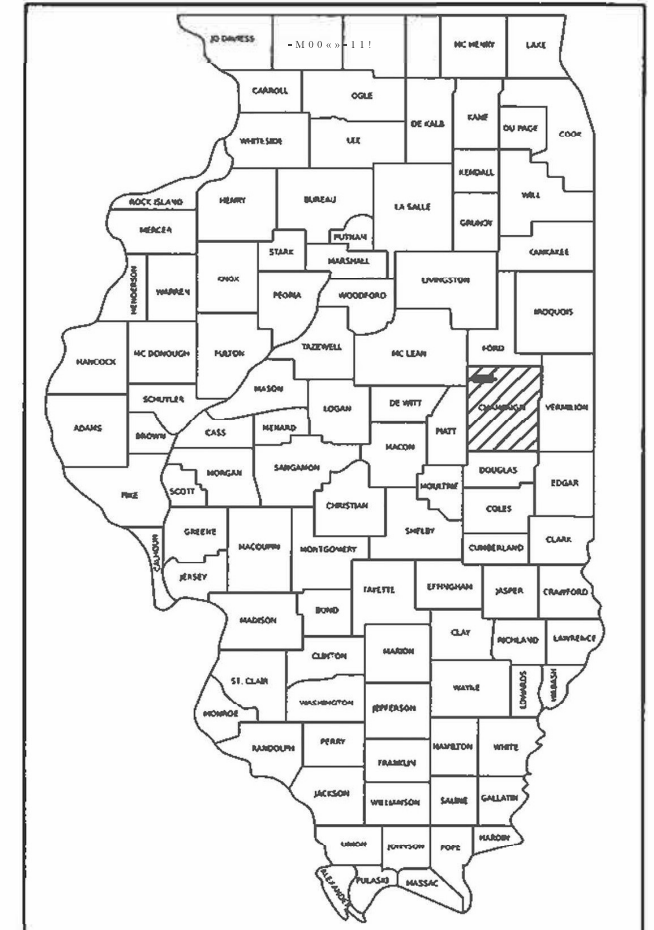 JO DAVIESS
-M00«»-11!
MC HENRY
LAKE
CARROLL
OGLE
DE KALB
KANE
DU PAGE
COOK
WHITESIDE
LEE
KENDALL
WILL
ROCK ISLAND
HENRY
BUREAU
LA SALLE
GRUNDY
MERCER
PUTNAM
STARK
MARSHALL
KANKAKEE
HENDERSON
WARREN
KNOX
PEORIA
WOODFORD
LIVINGSTON
IROQUOIS
HANCOCK
MC DONOUGH
FULTON
TAZEWELL
MC LEAN
FORD
SCHUYLER
MASON
LOGAN
DE WITT
CHAMPAIGN
VERMILION
ADAMS
BROWN
CASS
MENARD
MACON
PIATT
PIKE
SCOTT
MORGAN
SANGAMON
CHRISTIAN
MOULTRIE
DOUGLAS
EDGAR
COLES
CALHOUN
GREENE
MACOUPIN
MONTGOMERY
SHELBY
CUMBERLAND
CLARK
JERSEY
FAYETTE
EFFINGHAM
JASPER
CRAWFORD
MADISON
BOND
CLAY
RICHLAND
LAWRENCE
CLINTON
MARION
ST. CLAIR
WASHINGTON
WAYNE
EDWARDS
WABASH
MONROE
JEFFERSON
RANDOLPH
PERRY
HAMILTON
WHITE
FRANKLIN
JACKSON
WILLIAMSON
SALINE
GALLATIN
UNION
JOHNSON
POPE
HARDIN
ALEXANDER
PULASKI
MASSAC